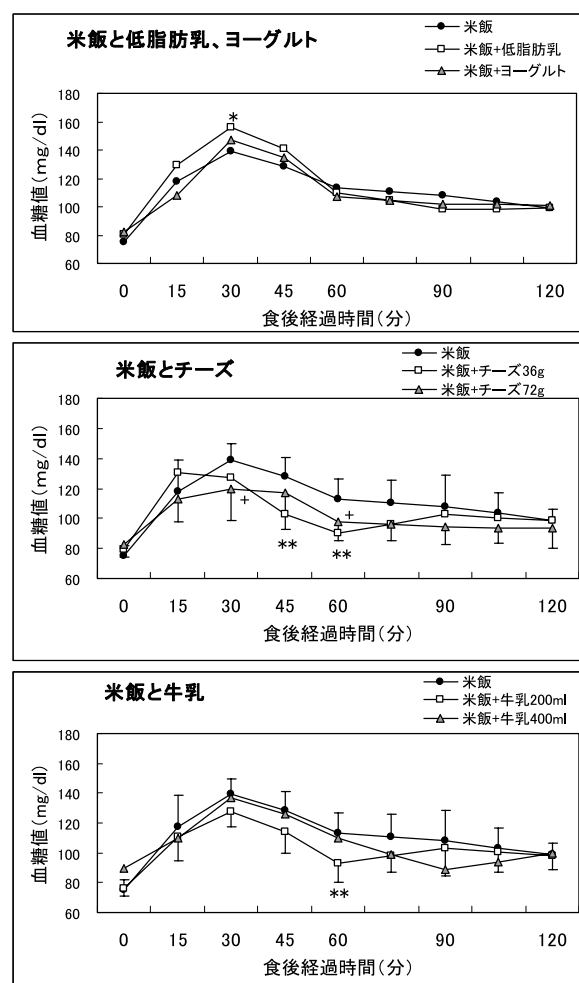 米飯と低脂肪乳、ヨーグルト
米飯
米飯+低脂肪乳
米飯+ヨーグルト
血糖値(mg/dl)
180
160
140
120
100
80
60
*
0 15 30 45 60 90 120
食後経過時間(分)
米飯とチーズ
米飯
米飯+チーズ36g
米飯+チーズ72g
血糖値(mg/dl)
180
160
140
120
100
80
60
+ +
** **
0 15 30 45 60 90 120
食後経過時間(分)
米飯と牛乳
米飯
米飯+牛乳200ml
米飯+牛乳400ml
血糖値(mg/dl)
180
160
140
120
100
80
60
**
0 15 30 45 60 90 120
食後経過時間(分)